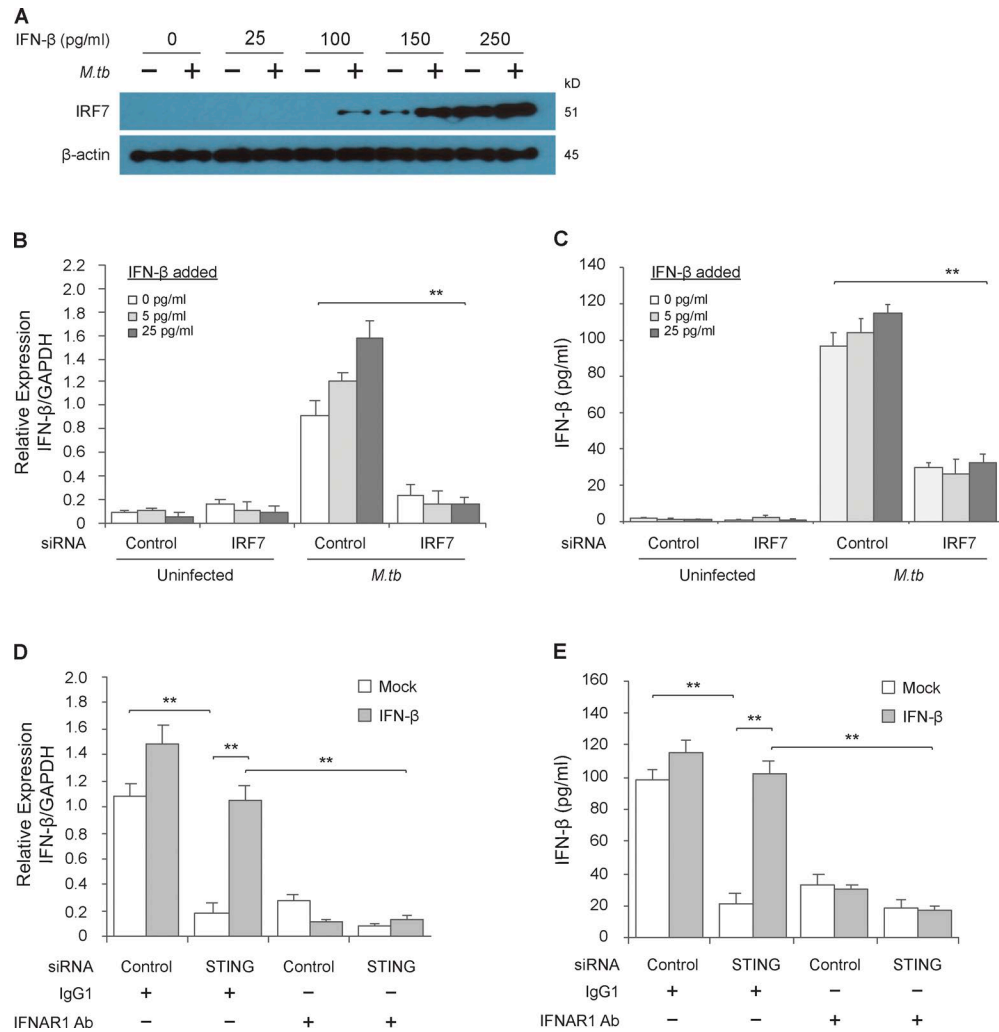 A
IFN-β (pg/ml) 0 25 100 150 250
M.tb – + – + – + – + – +
kD
IRF7 51
β-actin 45
B
Relative Expression
IFN-β/GAPDH
2.2
2.0
1.8
1.6
1.4
1.2
1.0
0.8
0.6
0.4
0.2
0
IFN-β added
0 pg/ml
5 pg/ml
25 pg/ml
**
siRNA Control IRF7 Control IRF7
Uninfected M.tb
C
IFN-β (pg/ml)
140
120
100
80
60
40
20
0
IFN-β added
0 pg/ml
5 pg/ml
25 pg/ml
**
siRNA Control IRF7 Control IRF7
Uninfected M.tb
D
Relative Expression
IFN-β/GAPDH
2.0
1.8
1.6
1.4
1.2
1.0
0.8
0.6
0.4
0.2
0
Mock
IFN-β
**
**
**
siRNA Control STING Control STING
IgG1 + + – –
IFNAR1 Ab – – + +
E
IFN-β (pg/ml)
160
140
120
100
80
60
40
20
0
Mock
IFN-β
**
**
**
siRNA Control STING Control STING
IgG1 + + – –
IFNAR1 Ab – – + +